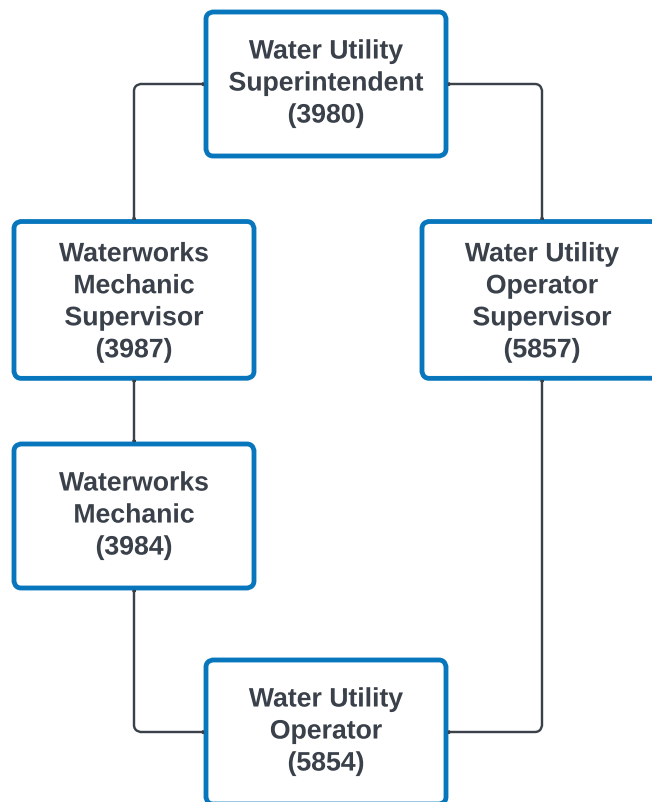 Water Utility
Superintendent
(3980)
Waterworks
Mechanic
Supervisor
(3987)
Water Utility
Operator
Supervisor
(5857)
Waterworks
Mechanic
(3984)
Water Utility
Operator
(5854)